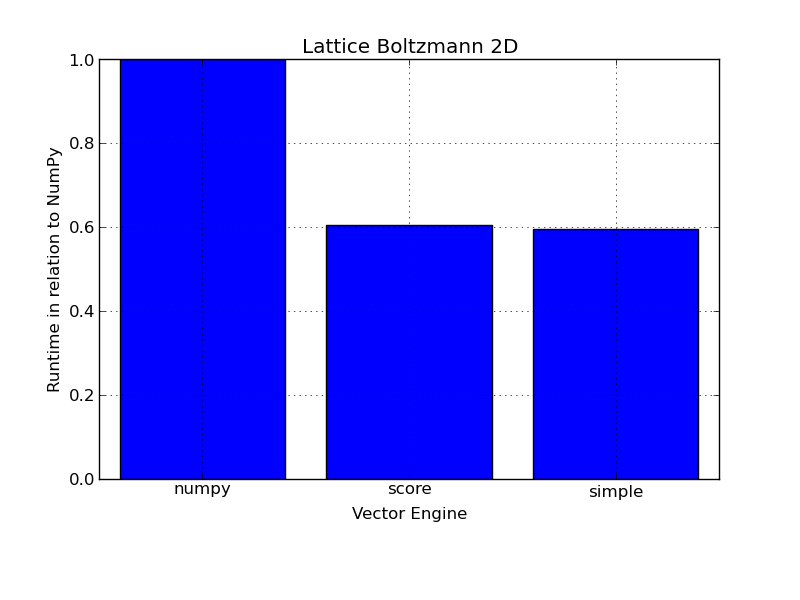 Lattice Boltzmann 2D
1.0
0.8
0.6
0.4
0.2
0.0
Runtime in relation to NumPy
numpy score simple
Vector Engine